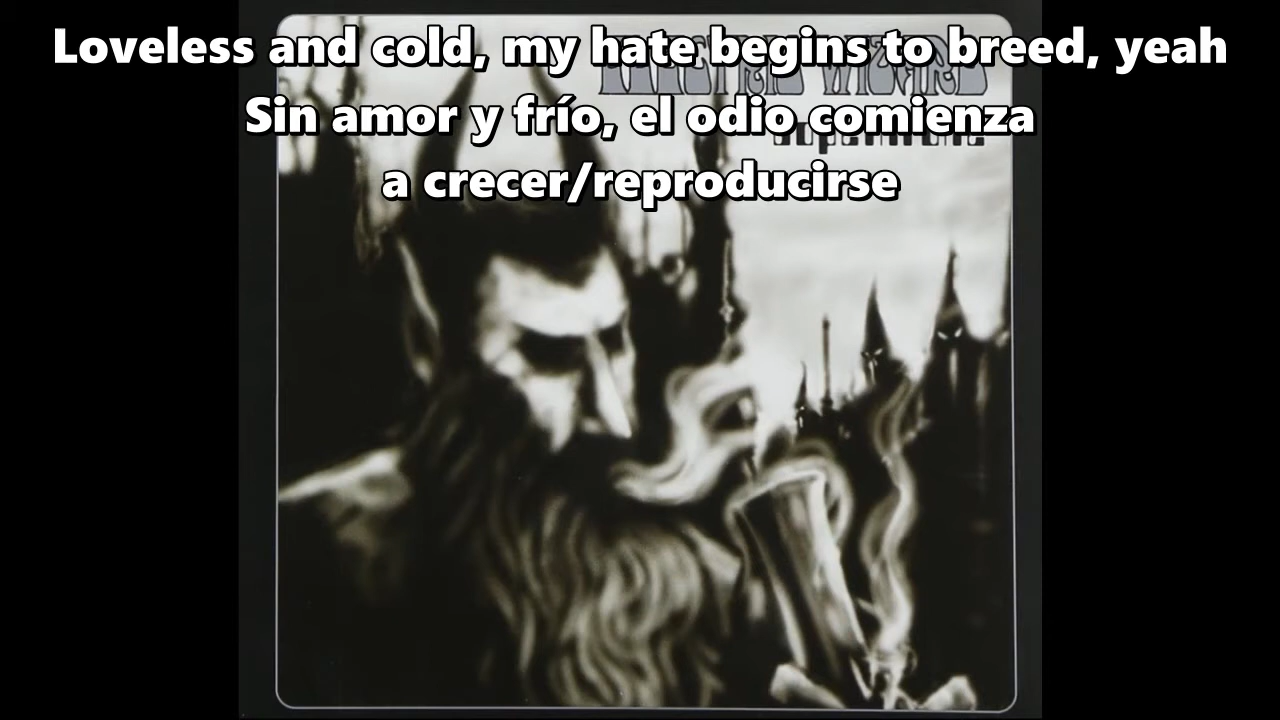 Loveless and cold, my hate begins to breed, yeah
Sin amor y frío, el odio comienza
a crecer/reproducirse